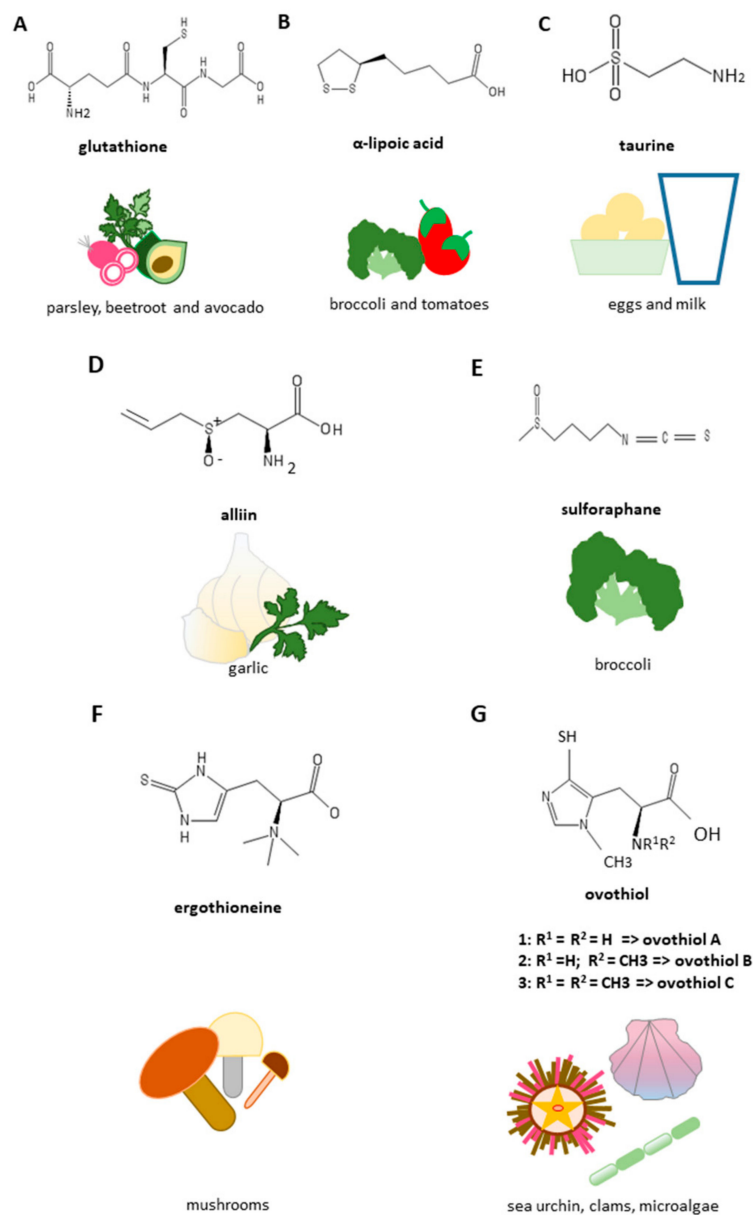 A
B
C
H
S
O
O
H
N
O
O
H
NH2
N
H
O
O
H
O
OH
S
S
O
HO
S
O
NH2
glutathione
α-lipoic acid
taurine
parsley, beetroot and avocado
broccoli and tomatoes
eggs and milk
D
E
O
S+
OH
O-
NH2
O
S
N
C
S
alliin
sulforaphane
garlic
broccoli
F
G
H
N
S
N
H
O
O
N
SH
N
N
CH3
O
NR¹R²
OH
ergothioneine
ovothiol
1: R¹ = R² = H => ovothiol A
2: R¹ =H; R² = CH3 => ovothiol B
3: R¹ = R² = CH3 => ovothiol C
mushrooms
sea urchin, clams, microalgae